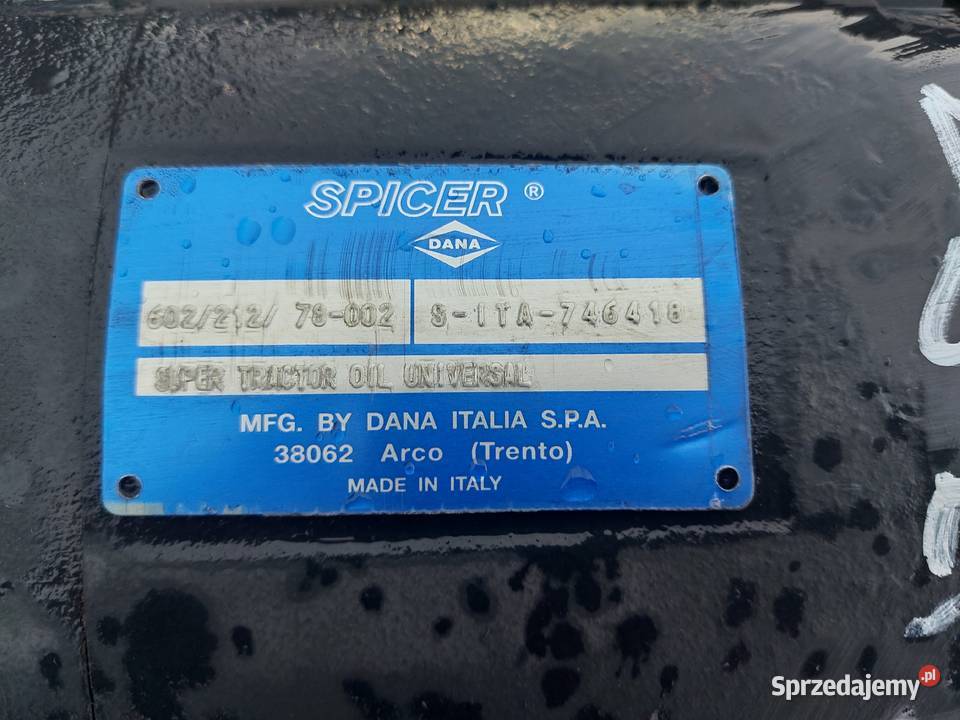 SPICER ®
DANA
602/212/ 78-002 S-ITA-746418
SUPER TRACTOR OIL UNIVERSAL
MFG. BY DANA ITALIA S.P.A.
38062 Arco (Trento)
MADE IN ITALY
Sprzedajemy.pl